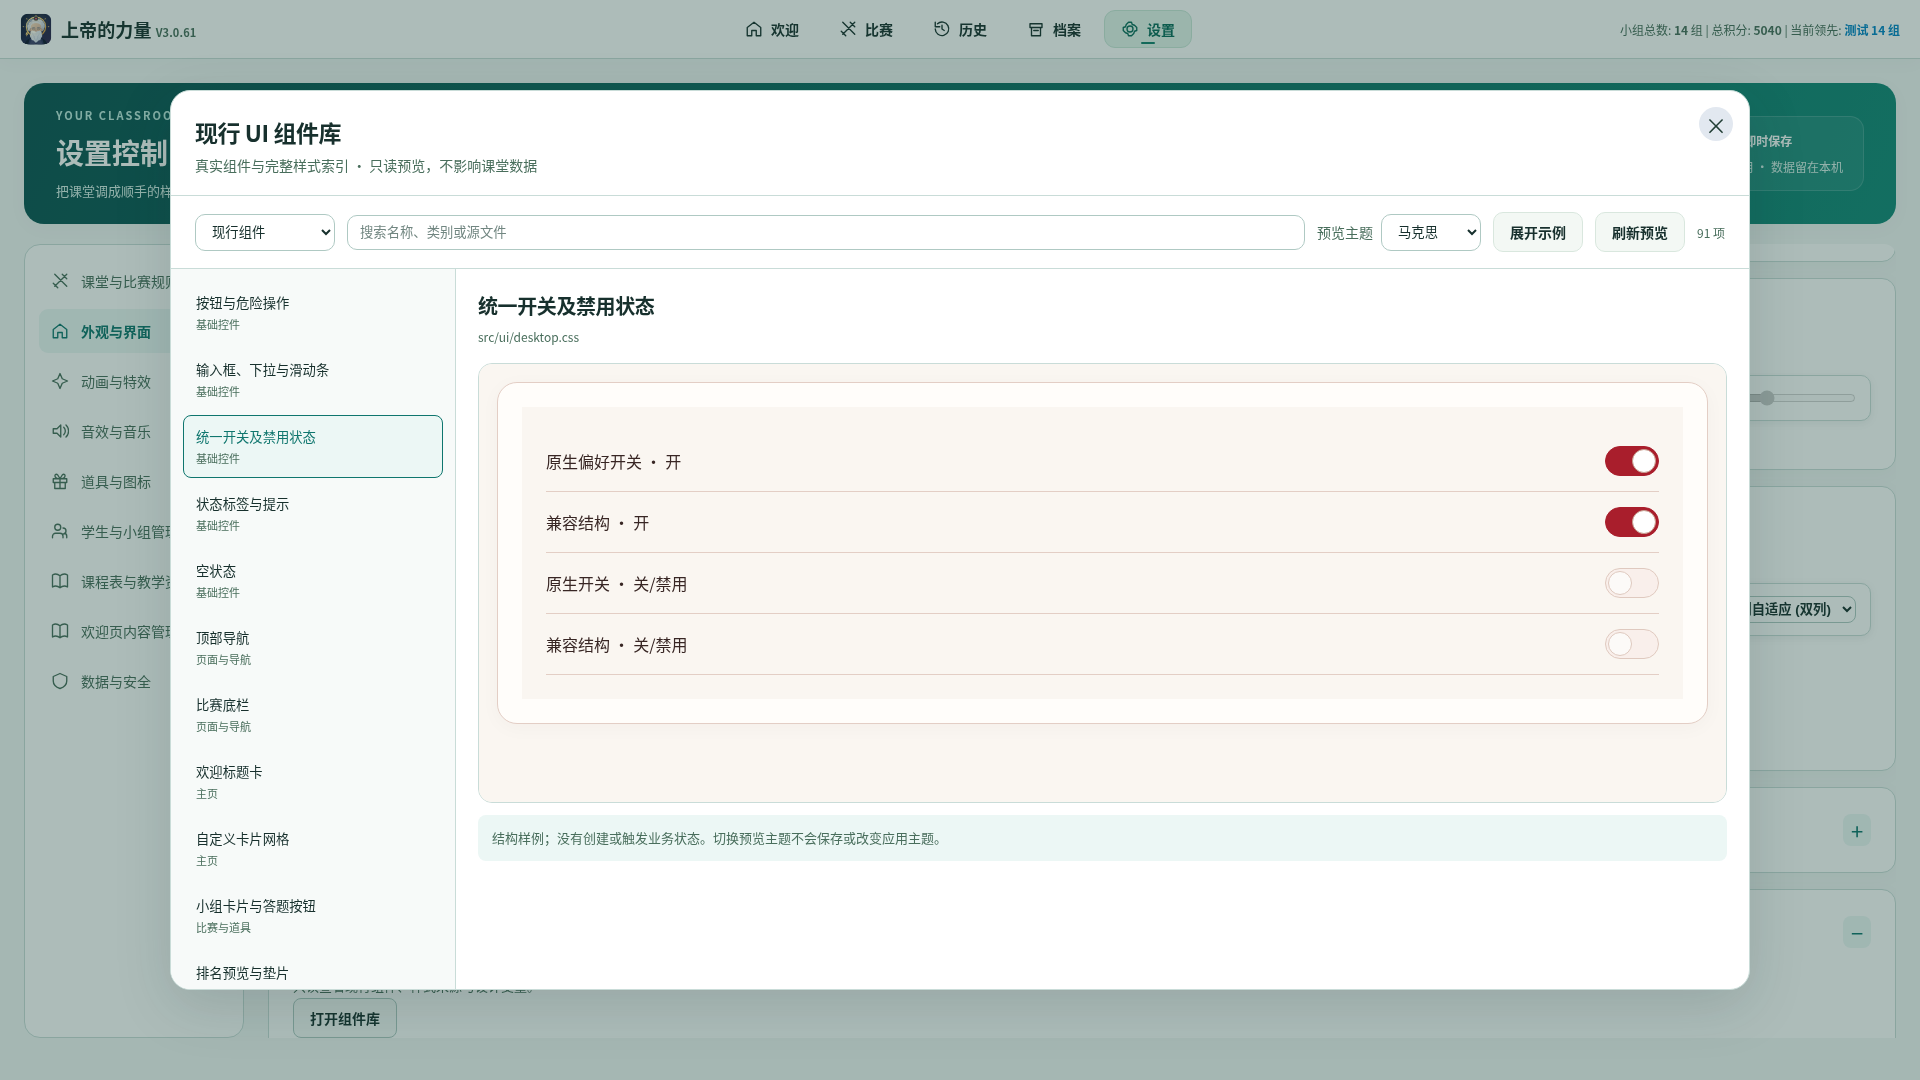 上帝的力量 V3.0.61
欢迎
比赛
历史
档案
设置
小组总数: 14 组 | 总积分: 5040 | 当前领先: 测试 14 组
YOUR CLASSROO
设置控制
把课堂调成顺手的样
即时保存
· 数据留在本机
课堂与比赛规则
外观与界面
动画与特效
音效与音乐
道具与图标
学生与小组管理
课程表与教学资
欢迎页内容管理
数据与安全
现行 UI 组件库
真实组件与完整样式索引 · 只读预览，不影响课堂数据
现行组件
搜索名称、类别或源文件
预览主题
马克思
展开示例
刷新预览
91 项
按钮与危险操作
基础控件
输入框、下拉与滑动条
基础控件
统一开关及禁用状态
基础控件
状态标签与提示
基础控件
空状态
基础控件
顶部导航
页面与导航
比赛底栏
页面与导航
欢迎标题卡
主页
自定义卡片网格
主页
小组卡片与答题按钮
比赛与道具
排名预览与垫片
统一开关及禁用状态
src/ui/desktop.css
原生偏好开关 · 开
兼容结构 · 开
原生开关 · 关/禁用
兼容结构 · 关/禁用
结构样例；没有创建或触发业务状态。切换预览主题不会保存或改变应用主题。
自适应 (双列)
打开组件库